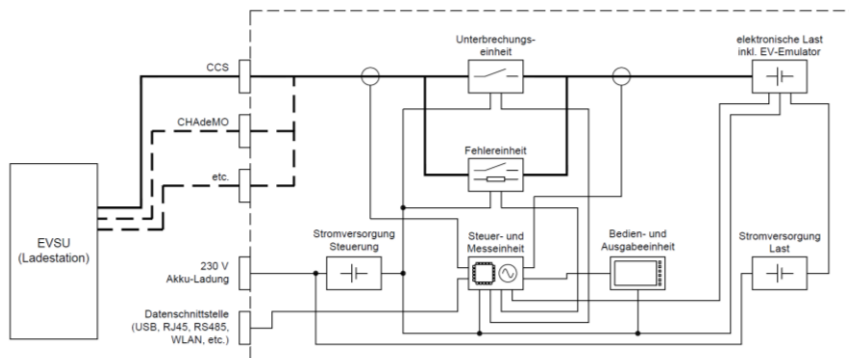 Unterbrechungs-
einheit
elektronische Last
inkl. EV-Emulator
CCS
CHAdeMO
Fehlereinheit
etc.
EVSU
(Ladestation)
Stromversorgung
Steuerung
Steuer- und
Messeinheit
Bedien- und
Ausgabeeinheit
Stromversorgung
Last
230 V
Akku-Ladung
Datenschnittstelle
(USB, RJ45, RS485,
WLAN, etc.)